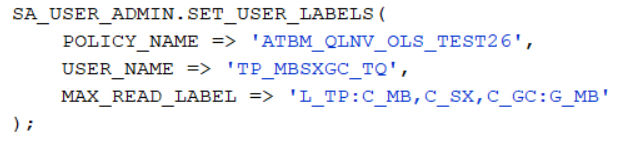 SA_USER_ADMIN.SET_USER_LABELS(
    POLICY_NAME => 'ATBM_QLNV_OLS_TEST26',
    USER_NAME => 'TP_MBSXGC_TQ',
    MAX_READ_LABEL => 'L_TP:C_MB,C_SX,C_GC:G_MB'
);